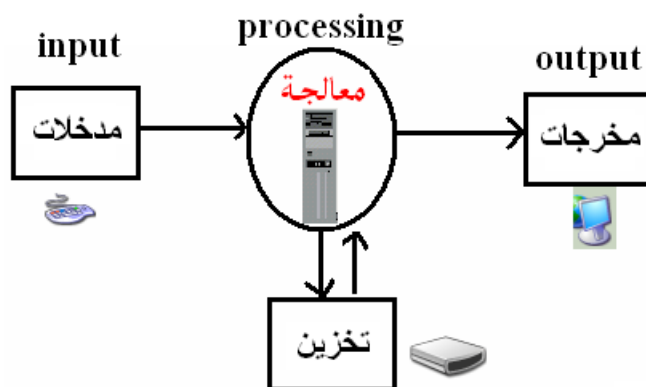 processing
input
output
معالجة
مدخلات
مخرجات
تخزين